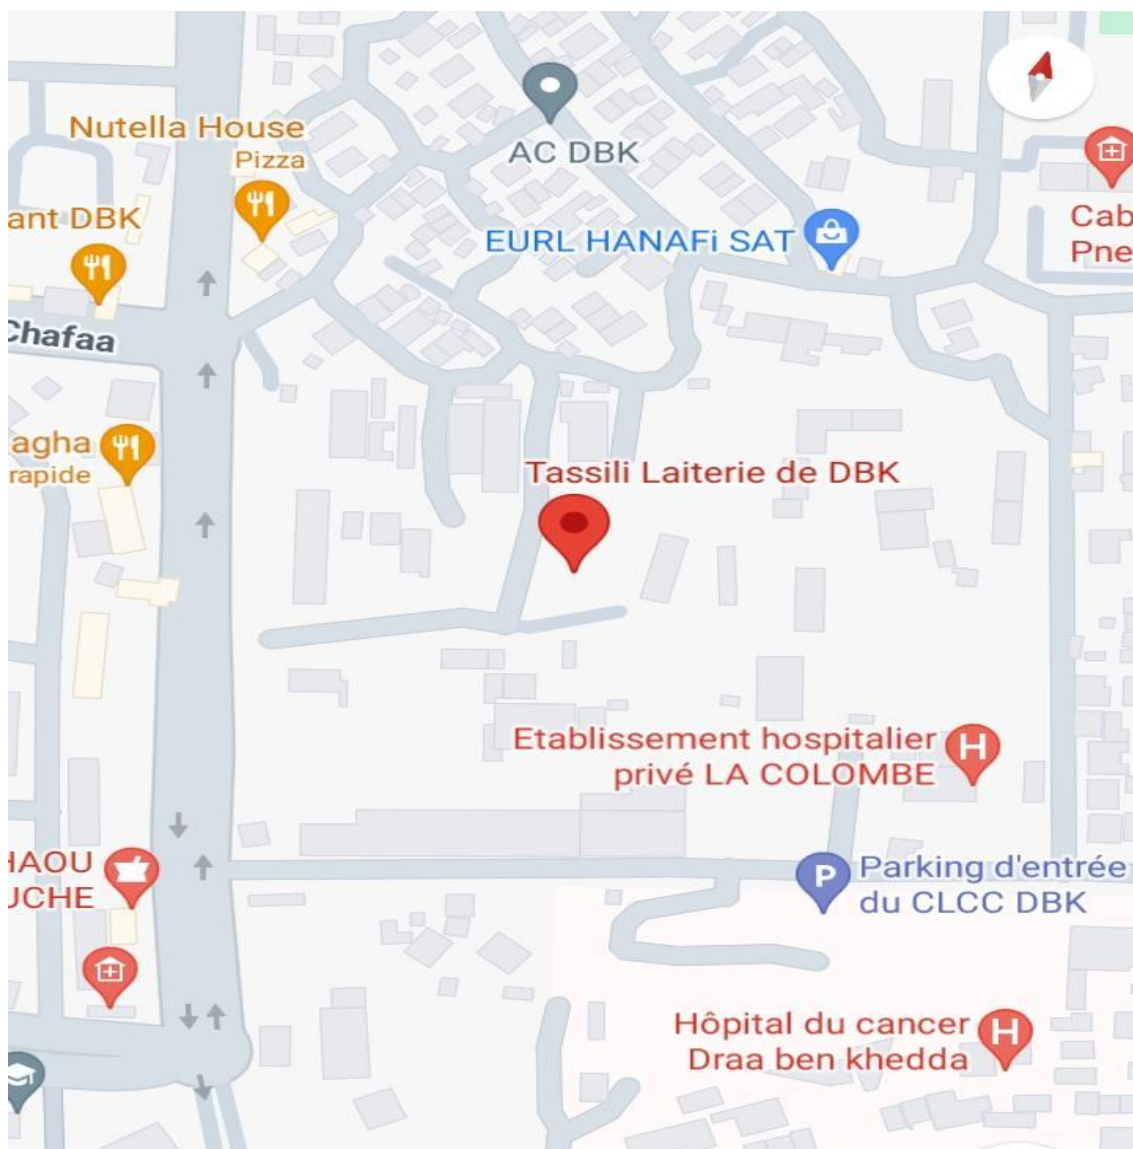 Nutella House
Pizza
AC DBK
ant DBK
EURL HANAFi SAT
Cab
Pne
Chafaa
agha
rapide
Tassili Laiterie de DBK
Etablissement hospitalier
privé LA COLOMBE
HAOU
UCHE
P
Parking d'entrée
du CLCC DBK
H
Hôpital du cancer
Draa ben khedda
H